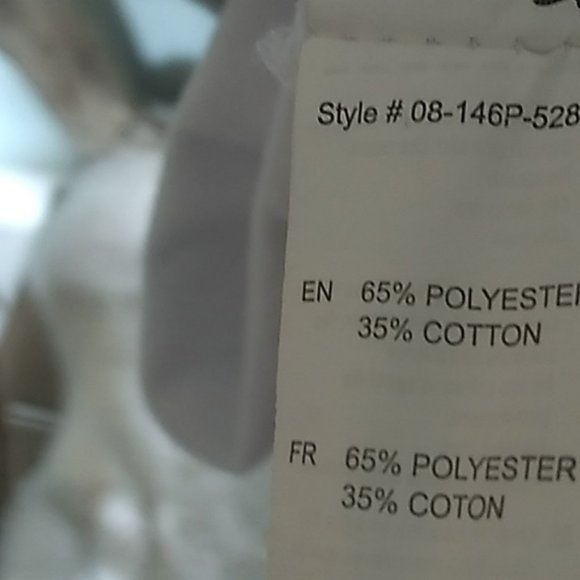 Style # 08-146P-528
EN 65% POLYESTER
35% COTTON
FR 65% POLYESTER
35% COTON